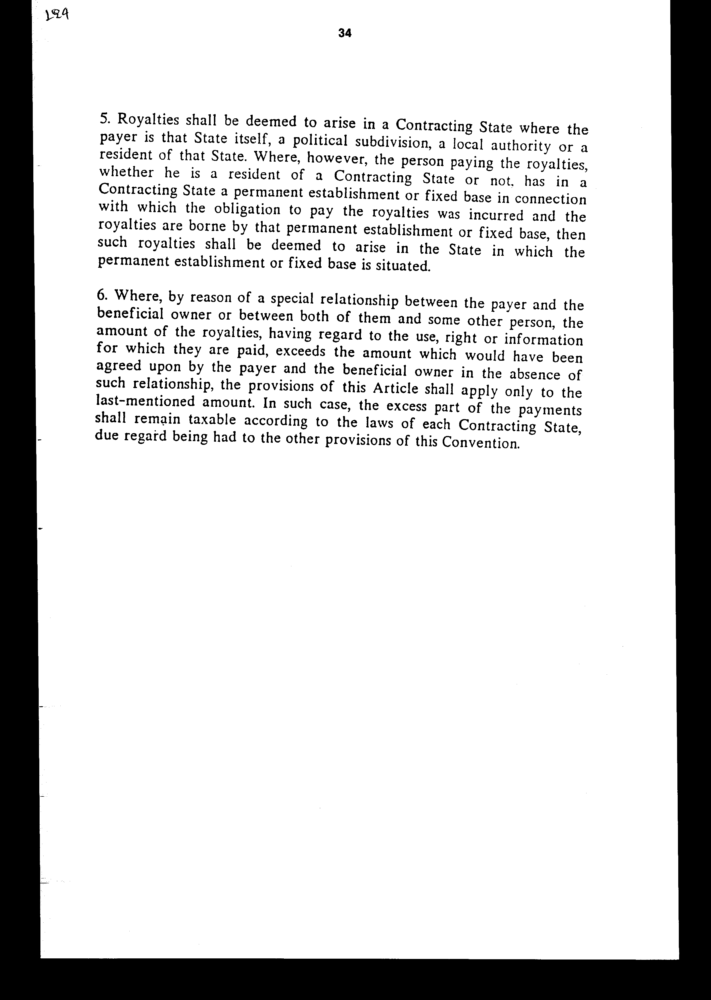 34
5. Royalties shall be deemed to arise in a Contracting State where the
payer is that State itself, a political subdivision, a local authority or a
resident of that State. Where, however, the person paying the royalties,
whether he is a resident of a Contracting State or not, has in a
Contracting State a permanent establishment or fixed base in connection
with which the obligation to pay the royalties was incurred and the
royalties are borne by that permanent establishment or fixed base, then
such royalties shall be deemed to arise in the State in which the
permanent establishment or fixed base is situated.
6. Where, by reason of a special relationship between the payer and the
beneficial owner or between both of them and some other person, the
amount of the royalties, having regard to the use, right or information
for which they are paid, exceeds the amount which would have been
agreed upon by the payer and the beneficial owner in the absence of
such relationship, the provisions of this Article shall apply only to the
last-mentioned amount. In such case, the excess part of the payments
shall remain taxable according to the laws of each Contracting State,
due regard being had to the other provisions of this Convention.